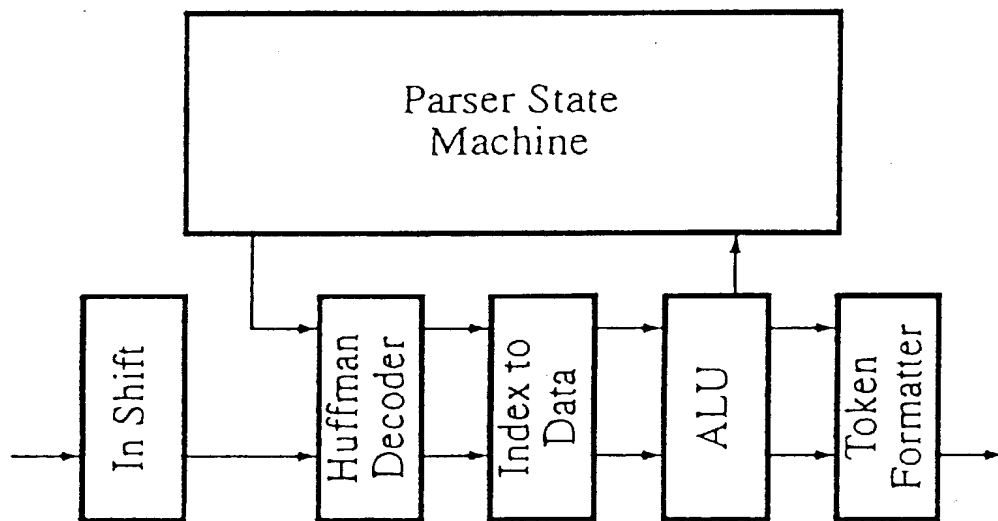 Parser State
Machine
In Shift
Huffman
Decoder
Index to
Data
ALU
Token
Formatter